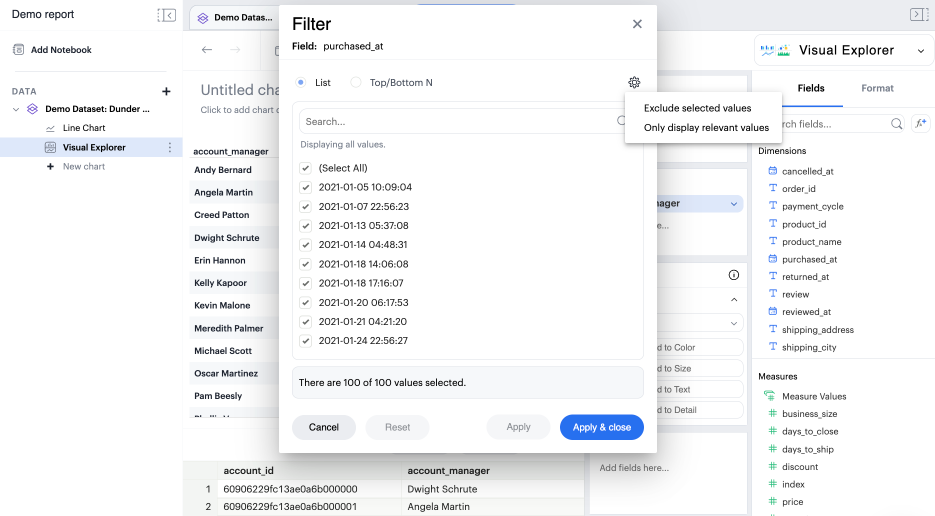 Demo report
Add Notebook
DATA
Demo Dataset: Dunder ...
Line Chart
Visual Explorer
New chart
Demo Datas...
Untitled cha
Click to add chart d
account_manager
Andy Bernard
Angela Martin
Creed Patton
Dwight Schrute
Erin Hannon
Kelly Kapoor
Kevin Malone
Meredith Palmer
Michael Scott
Oscar Martinez
Pam Beesly
account_id account_manager
1 60906229fc13ae0a6b000000 Dwight Schrute
2 60906229fc13ae0a6b000001 Angela Martin
Filter
Field: purchased_at
List Top/Bottom N
Exclude selected values
Only display relevant values
Search...
Displaying all values.
(Select All)
2021-01-05 10:09:04
2021-01-07 22:56:23
2021-01-13 05:37:08
2021-01-14 04:48:31
2021-01-18 14:06:08
2021-01-18 17:16:07
2021-01-20 06:17:53
2021-01-21 04:21:20
2021-01-24 22:56:27
There are 100 of 100 values selected.
Cancel Reset Apply Apply & close
nager
e...
d to Color
d to Size
d to Text
d to Detail
Add fields here...
Visual Explorer
Fields Format
rch fields...
Dimensions
cancelled_at
order_id
payment_cycle
product_id
product_name
purchased_at
returned_at
review
reviewed_at
shipping_address
shipping_city
Measures
Measure Values
business_size
days_to_close
days_to_ship
discount
index
price